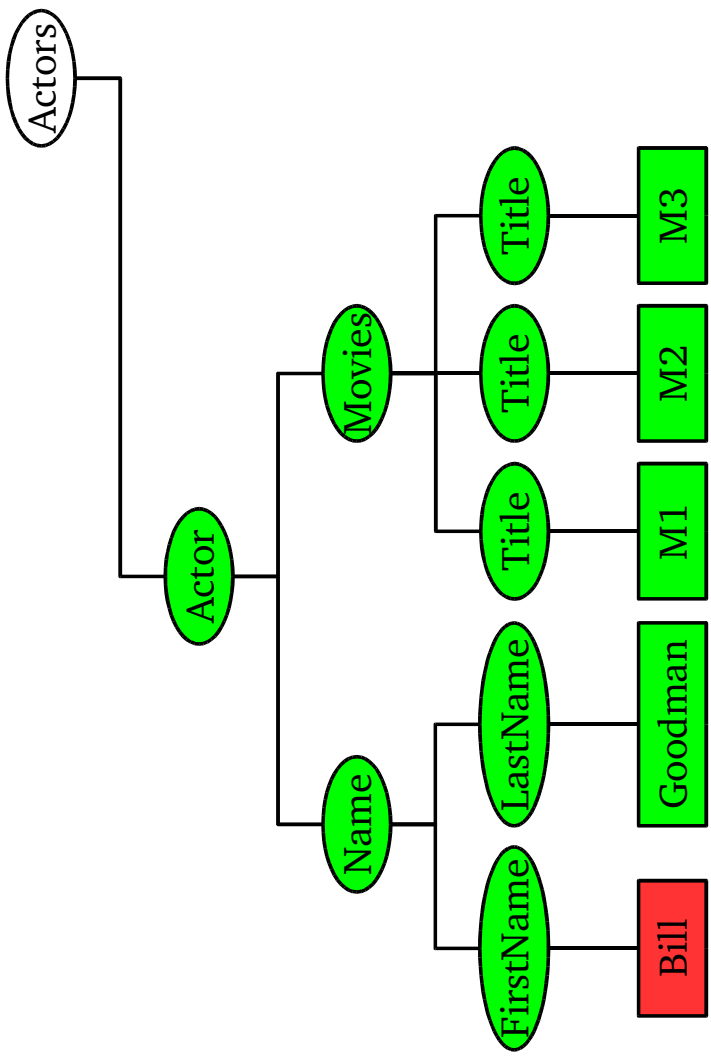 Actors
Actor
Name
Movies
FirstName
LastName
Title
Title
Title
Bill
Goodman
M1
M2
M3